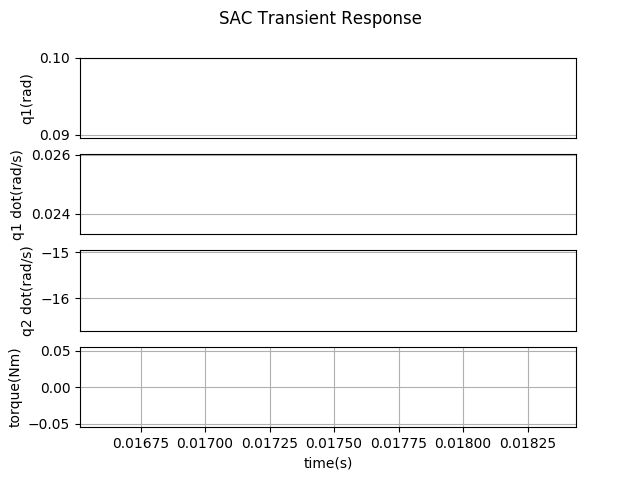 SAC Transient Response
q1(rad)
0.10
0.09
q1 dot(rad/s)
0.026
0.024
q2 dot(rad/s)
−15
−16
torque(Nm)
0.05
0.00
−0.05
0.01675 0.01700 0.01725 0.01750 0.01775 0.01800 0.01825
time(s)